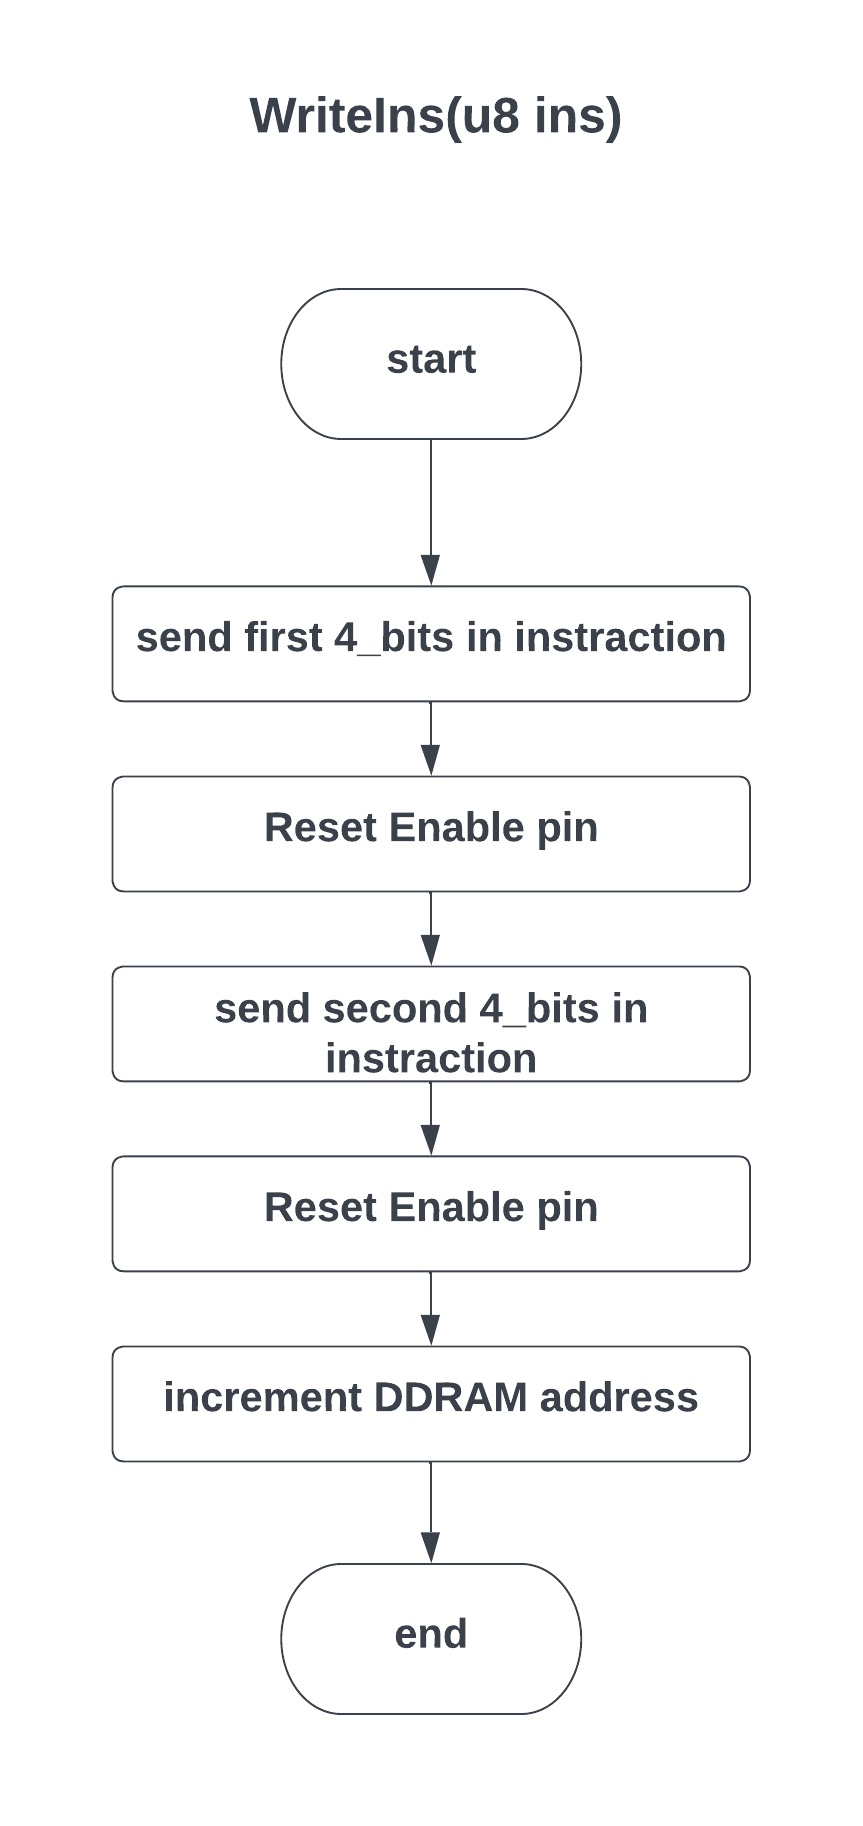 WriteIns(u8 ins)
start
send first 4_bits in instraction
Reset Enable pin
send second 4_bits in
instraction
Reset Enable pin
increment DDRAM address
end